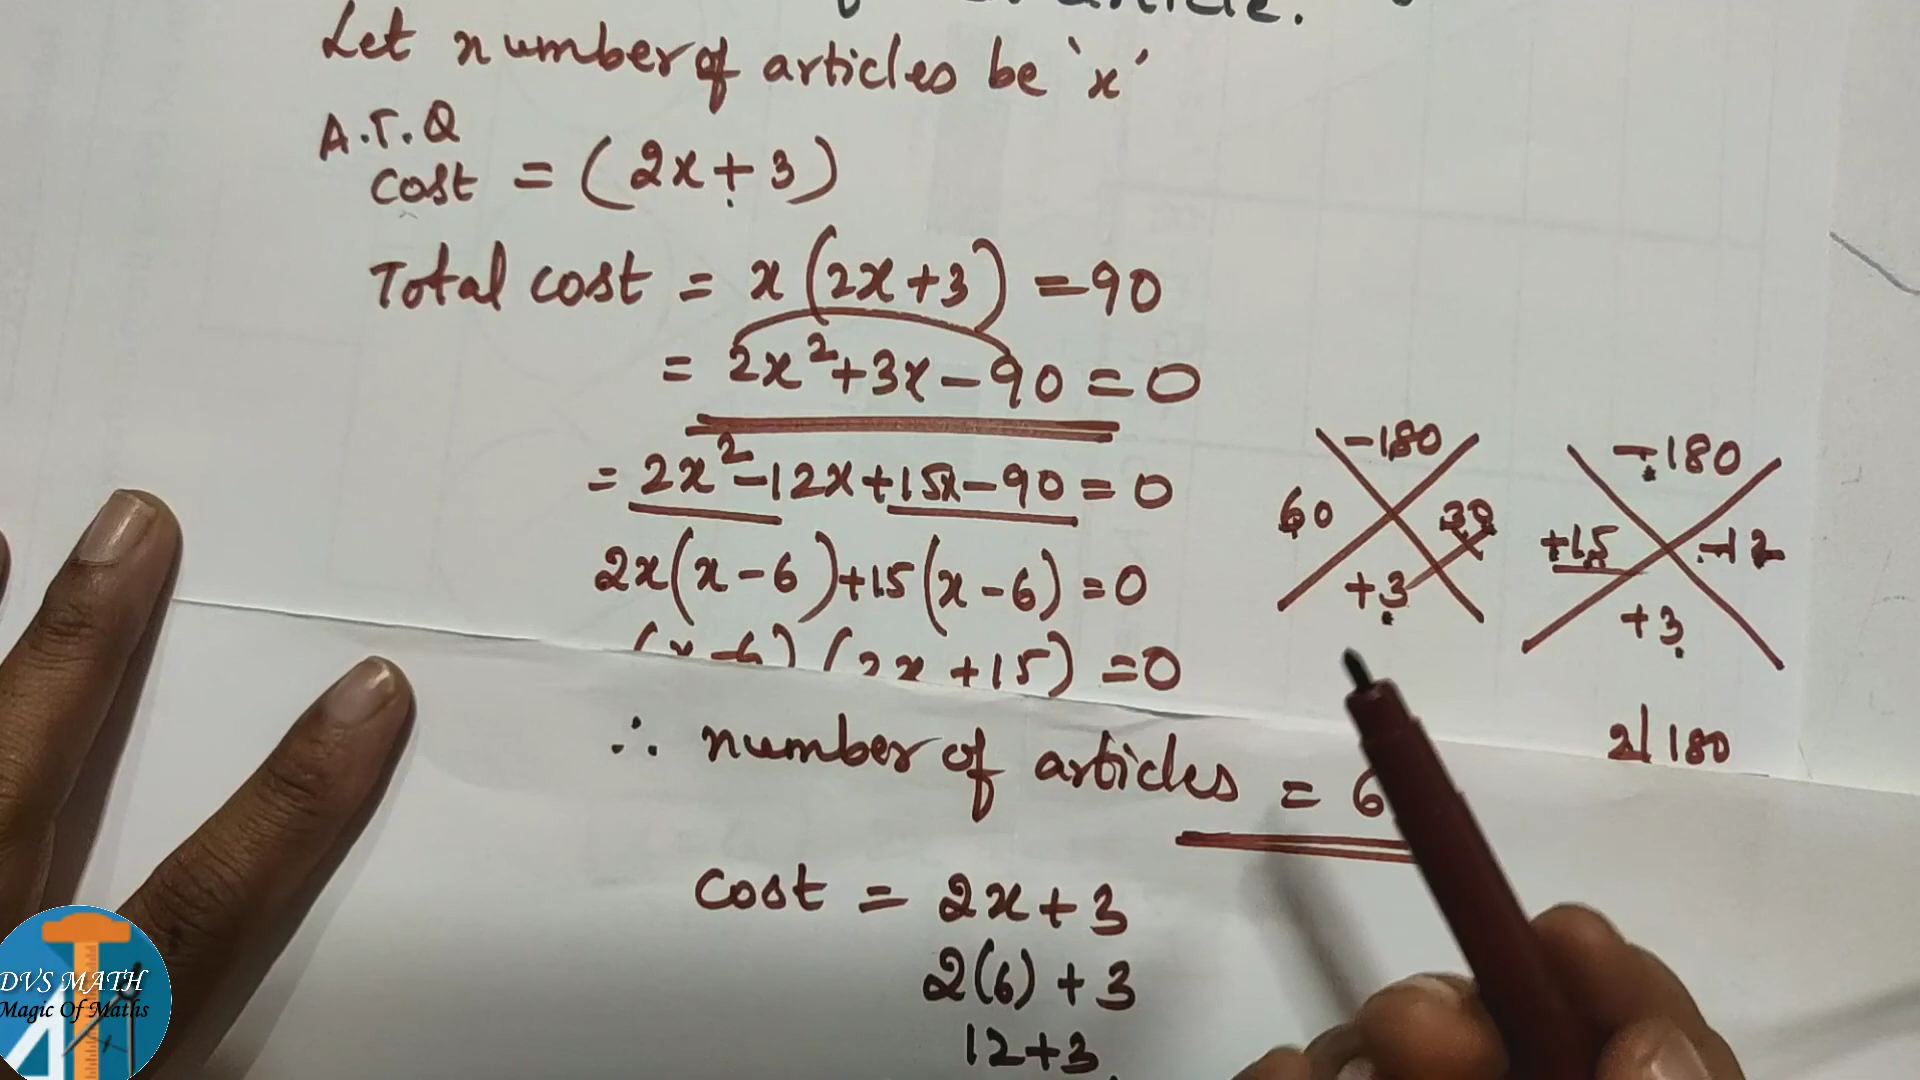 article.
Let number of articles be 'x'
A.T.Q
cost = (2x+3)
Total cost = x(2x+3) = 90
= 2x²+3x-90=0
= 2x²-12x+15x-90=0
2x(x-6)+15(x-6)=0
(x-6) (2x+15) =0
∴ number of articles = 6
cost = 2x+3
2(6)+3
12+3
-180
60 30
+3
-180
+15 -12
+3
2|180
DVS MATH
Magic Of Maths